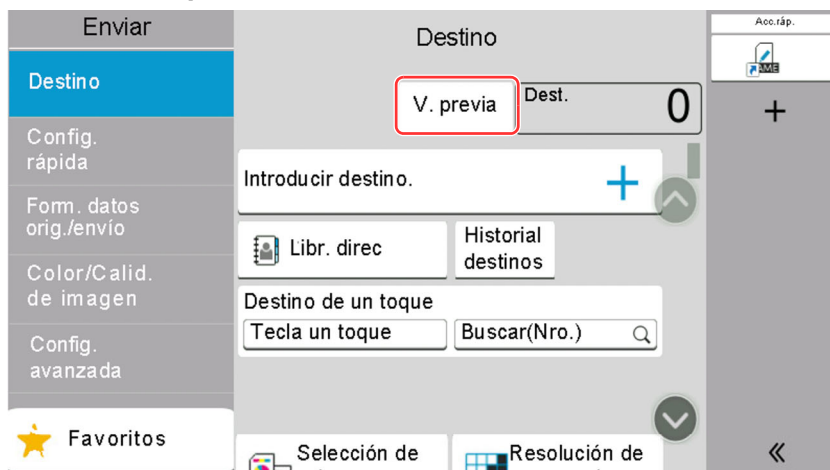 Enviar
Destino
Config.
rápida
Form. datos
orig./envío
Color/Calid.
de imagen
Config.
avanzada
Favoritos
Destino
V. previa
Dest.
0
Introducir destino.
Libr. direc
Historial
destinos
Destino de un toque
Tecla un toque
Buscar(Nro.)
Selección de
Resolución de
Acc.ráp.